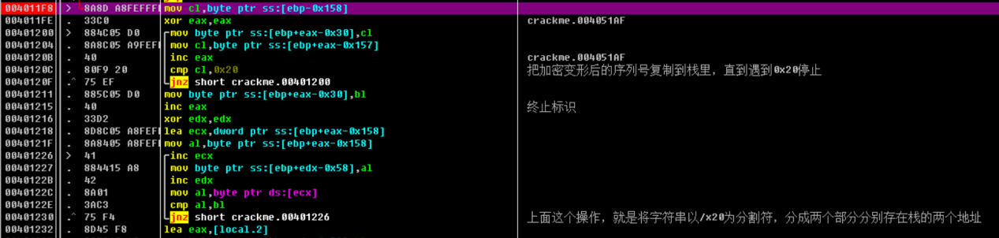 004011F8 > 8A8D A8FEFFFF mov cl,byte ptr ss:[ebp-0x158]
004011FE . 33C0 xor eax,eax crackme.004051AF
00401200 > 884C05 D0 mov byte ptr ss:[ebp+eax-0x30],cl
00401204 . 8A8C05 A9FEFF mov cl,byte ptr ss:[ebp+eax-0x157]
0040120B . 40 inc eax crackme.004051AF
0040120C . 80F9 20 cmp cl,0x20 把加密变形后的序列号复制到栈里，直到遇到0x20停止
0040120F .^ 75 EF jnz short crackme.00401200
00401211 . 885C05 D0 mov byte ptr ss:[ebp+eax-0x30],bl
00401215 . 40 inc eax 终止标识
00401216 . 33D2 xor edx,edx
00401218 . 8D8C05 A8FEFF lea ecx,dword ptr ss:[ebp+eax-0x158]
0040121F . 8A8405 A8FEFF mov al,byte ptr ss:[ebp+eax-0x158]
00401226 > 41 inc ecx
00401227 . 884415 A8 mov byte ptr ss:[ebp+edx-0x58],al
0040122B . 42 inc edx
0040122C . 8A01 mov al,byte ptr ds:[ecx]
0040122E . 3AC3 cmp al,bl
00401230 .^ 75 F4 jnz short crackme.00401226 上面这个操作，就是将字符串以/x20为分割符，分成两个部分分别存在栈的两个地址
00401232 . 8D45 F8 lea eax,[local.2]